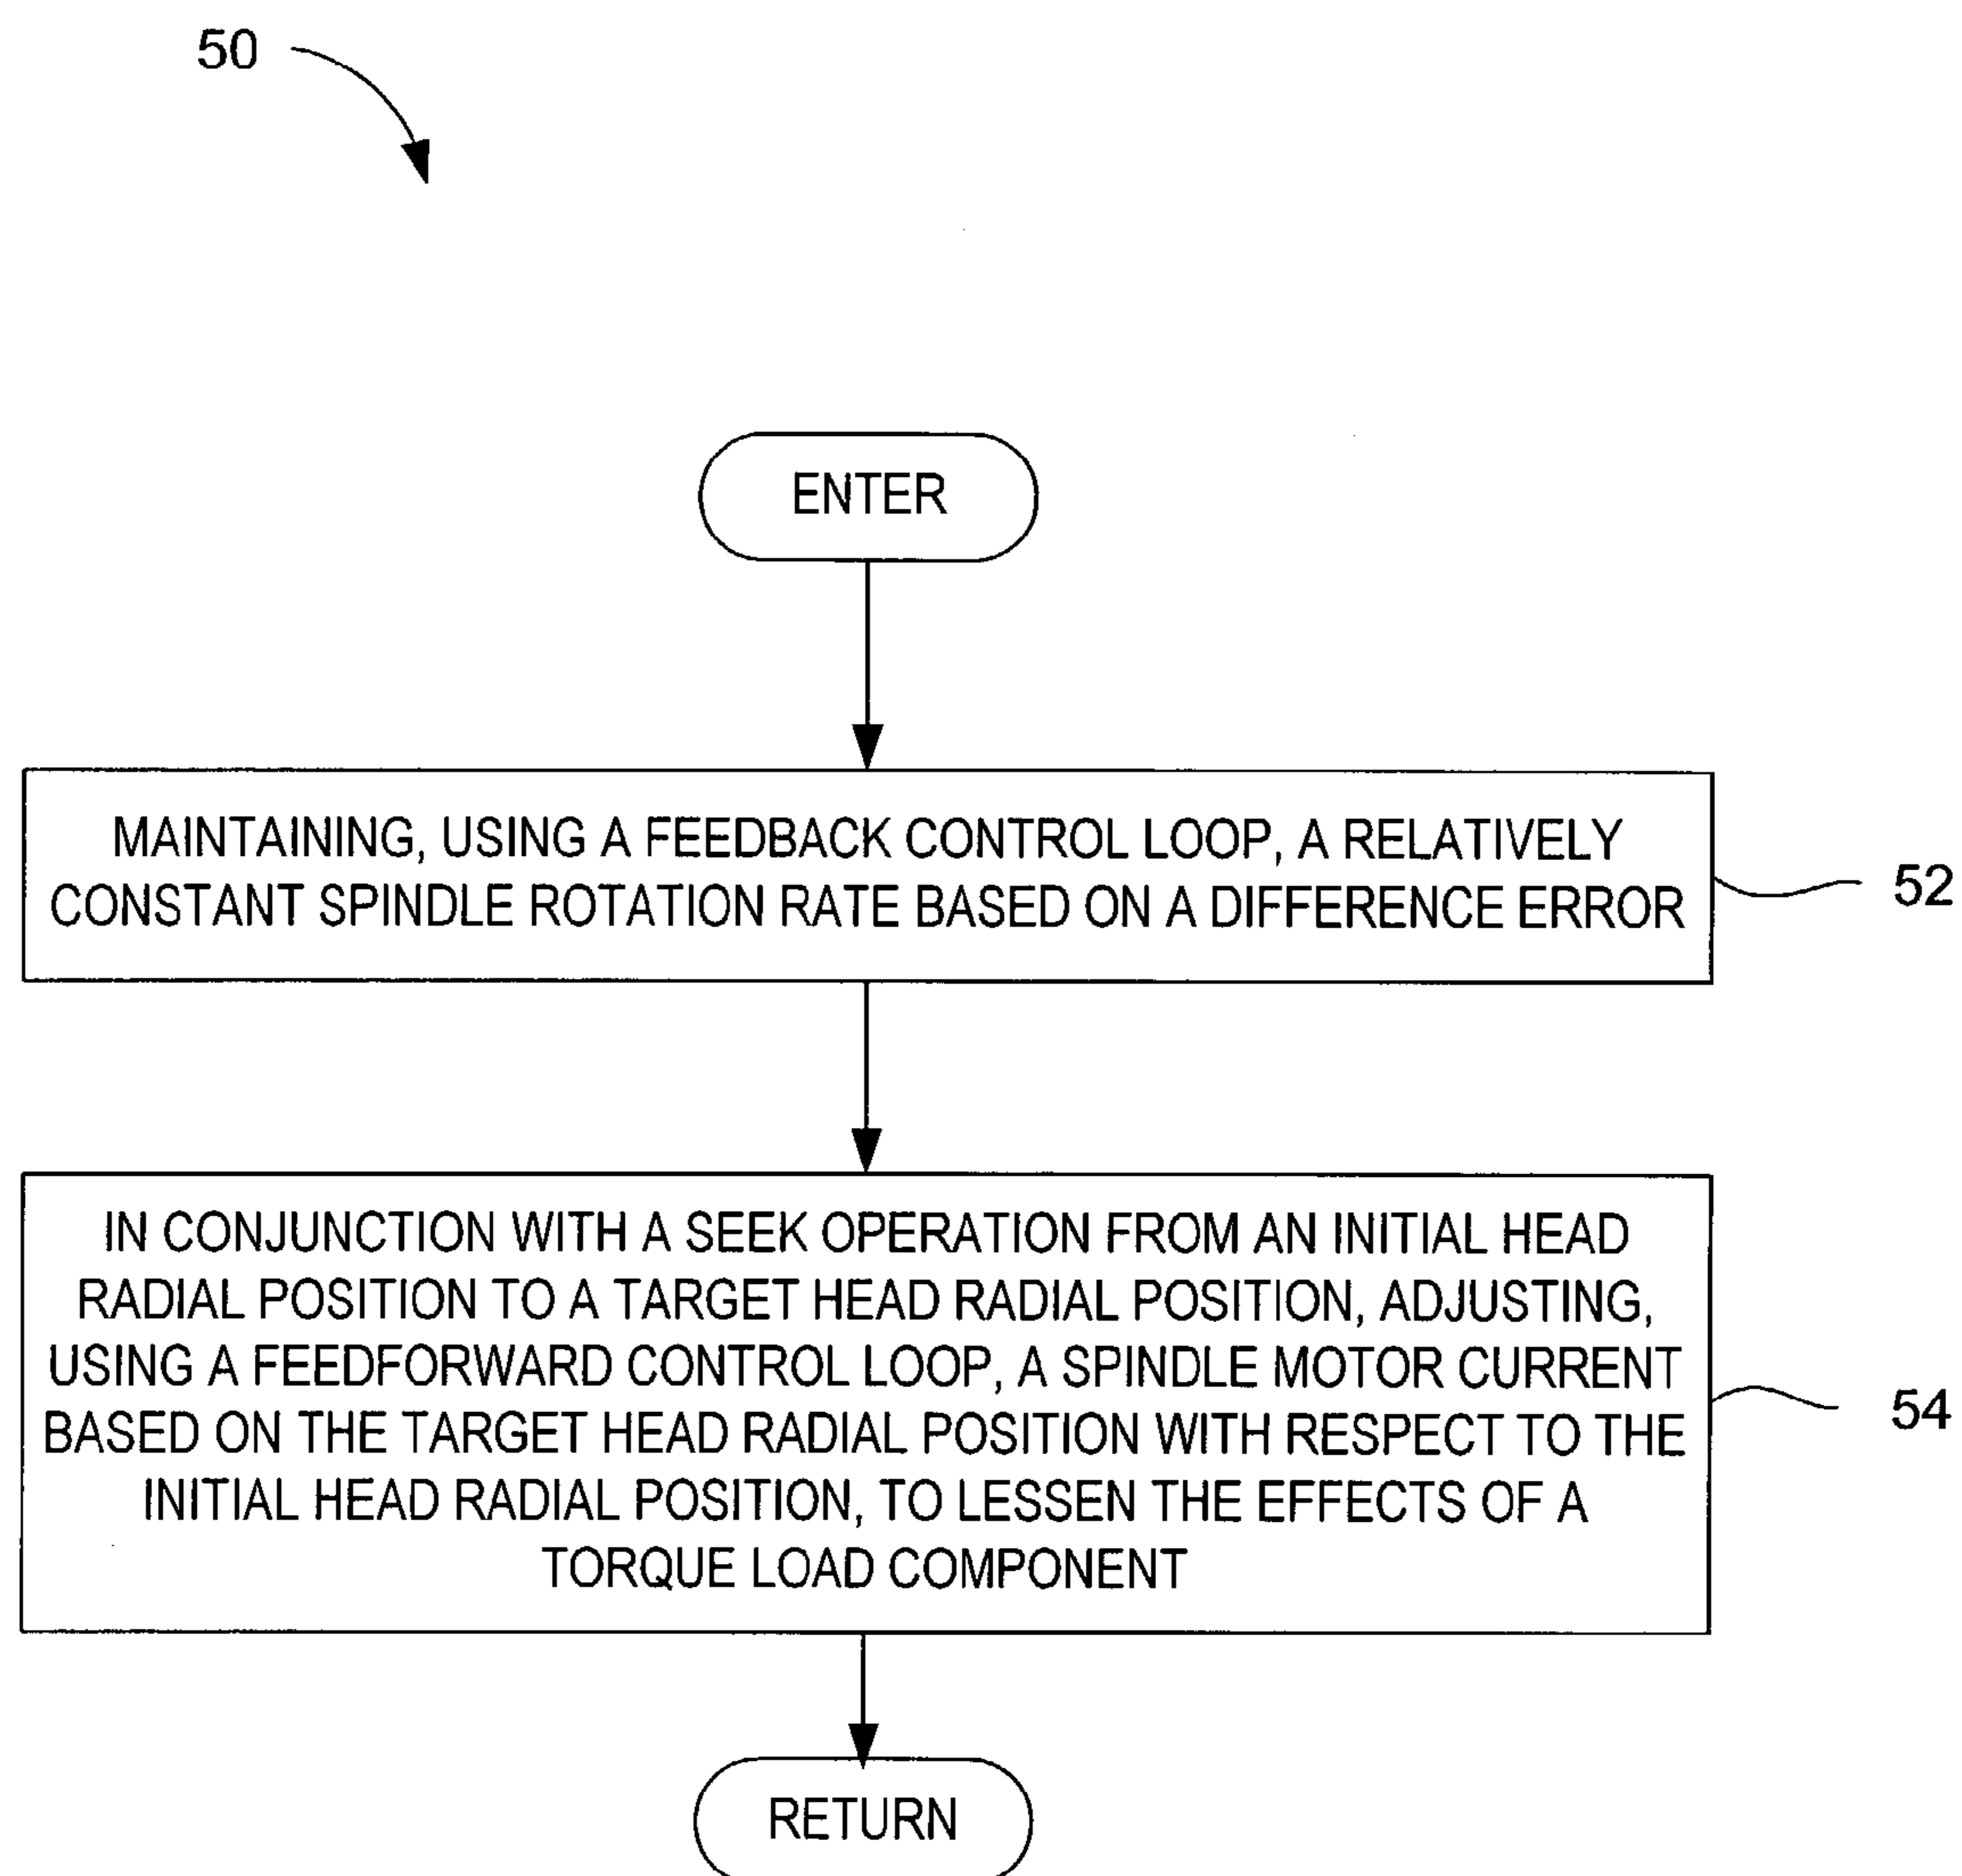 50
ENTER
MAINTAINING, USING A FEEDBACK CONTROL LOOP, A RELATIVELY
CONSTANT SPINDLE ROTATION RATE BASED ON A DIFFERENCE ERROR
52
IN CONJUNCTION WITH A SEEK OPERATION FROM AN INITIAL HEAD
RADIAL POSITION TO A TARGET HEAD RADIAL POSITION, ADJUSTING,
USING A FEEDFORWARD CONTROL LOOP, A SPINDLE MOTOR CURRENT
BASED ON THE TARGET HEAD RADIAL POSITION WITH RESPECT TO THE
INITIAL HEAD RADIAL POSITION, TO LESSEN THE EFFECTS OF A
TORQUE LOAD COMPONENT
54
RETURN